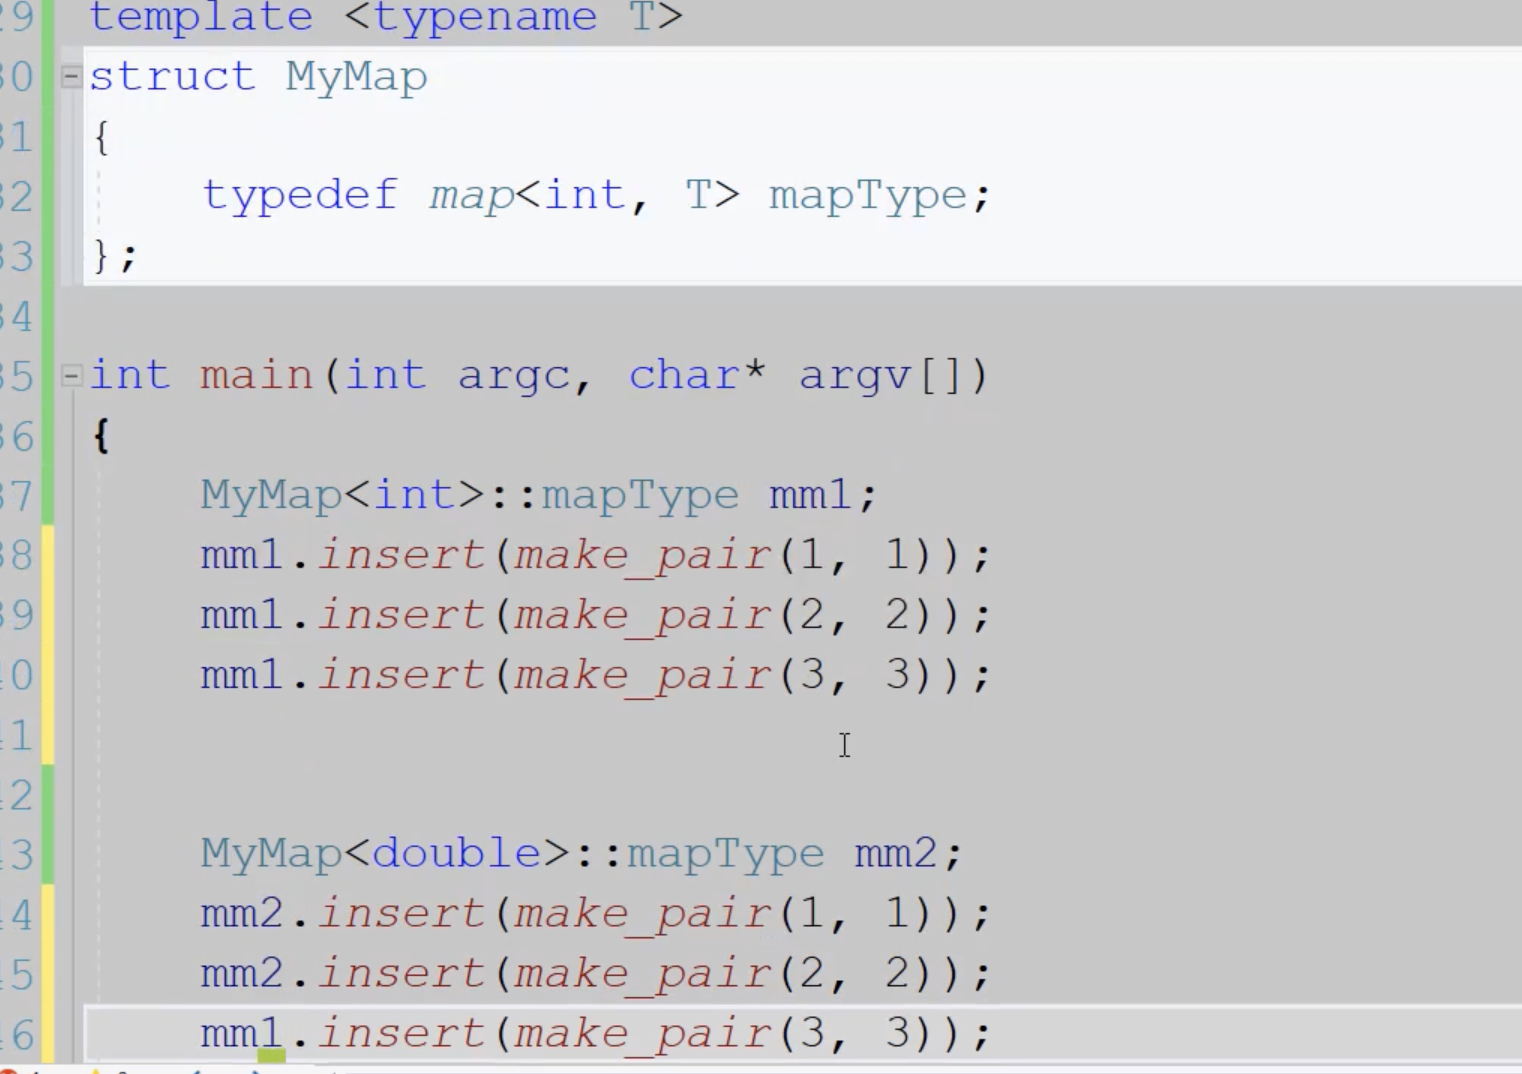 29 template <typename T>
30 struct MyMap
31 {
32 typedef map<int, T> mapType;
33 };
34
35 int main(int argc, char* argv[])
36 {
37 MyMap<int>::mapType mm1;
38 mm1.insert(make_pair(1, 1));
39 mm1.insert(make_pair(2, 2));
40 mm1.insert(make_pair(3, 3));
41
42
43 MyMap<double>::mapType mm2;
44 mm2.insert(make_pair(1, 1));
45 mm2.insert(make_pair(2, 2));
46 mm1.insert(make_pair(3, 3));